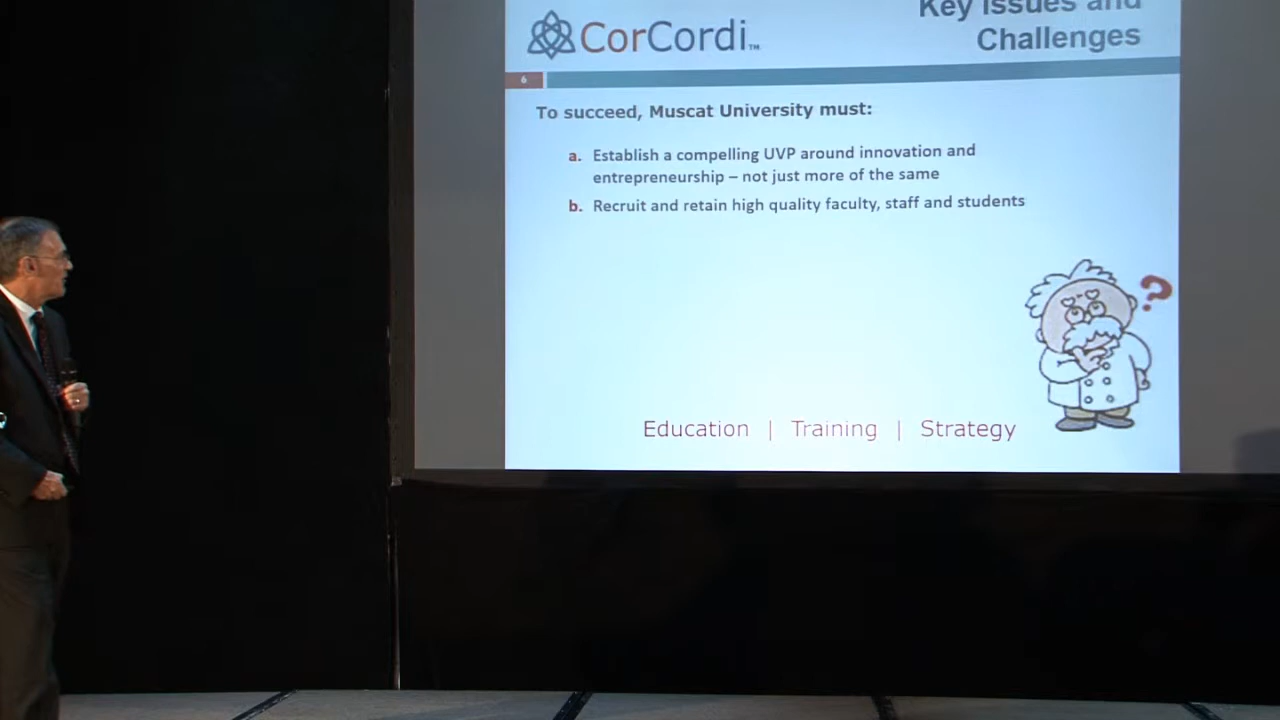 CorCordi™
Key Issues and
Challenges
6
To succeed, Muscat University must:
a. Establish a compelling UVP around innovation and
entrepreneurship – not just more of the same
b. Recruit and retain high quality faculty, staff and students
?
Education | Training | Strategy